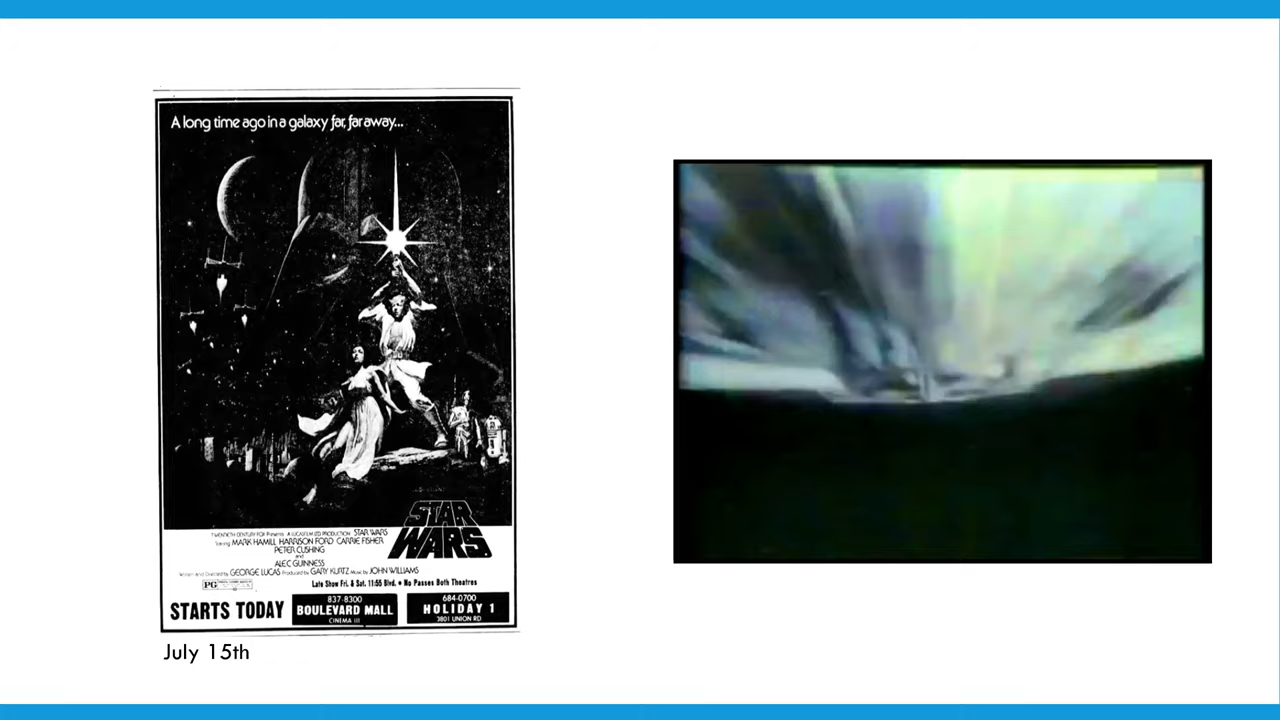 A long time ago in a galaxy far, far away...
STAR
WARS
TWENTIETH CENTURY-FOX Presents A LUCASFILM LTD PRODUCTION STAR WARS
Starring MARK HAMILL HARRISON FORD CARRIE FISHER
PETER CUSHING
and
ALEC GUINNESS
Written and Directed by GEORGE LUCAS Produced by GARY KURTZ Music by JOHN WILLIAMS
PG
Late Show Fri. & Sat. 11:55 Blvd. • No Passes Both Theatres
STARTS TODAY
837-8300
BOULEVARD MALL
CINEMA III
684-0700
HOLIDAY 1
3801 UNION RD
July 15th